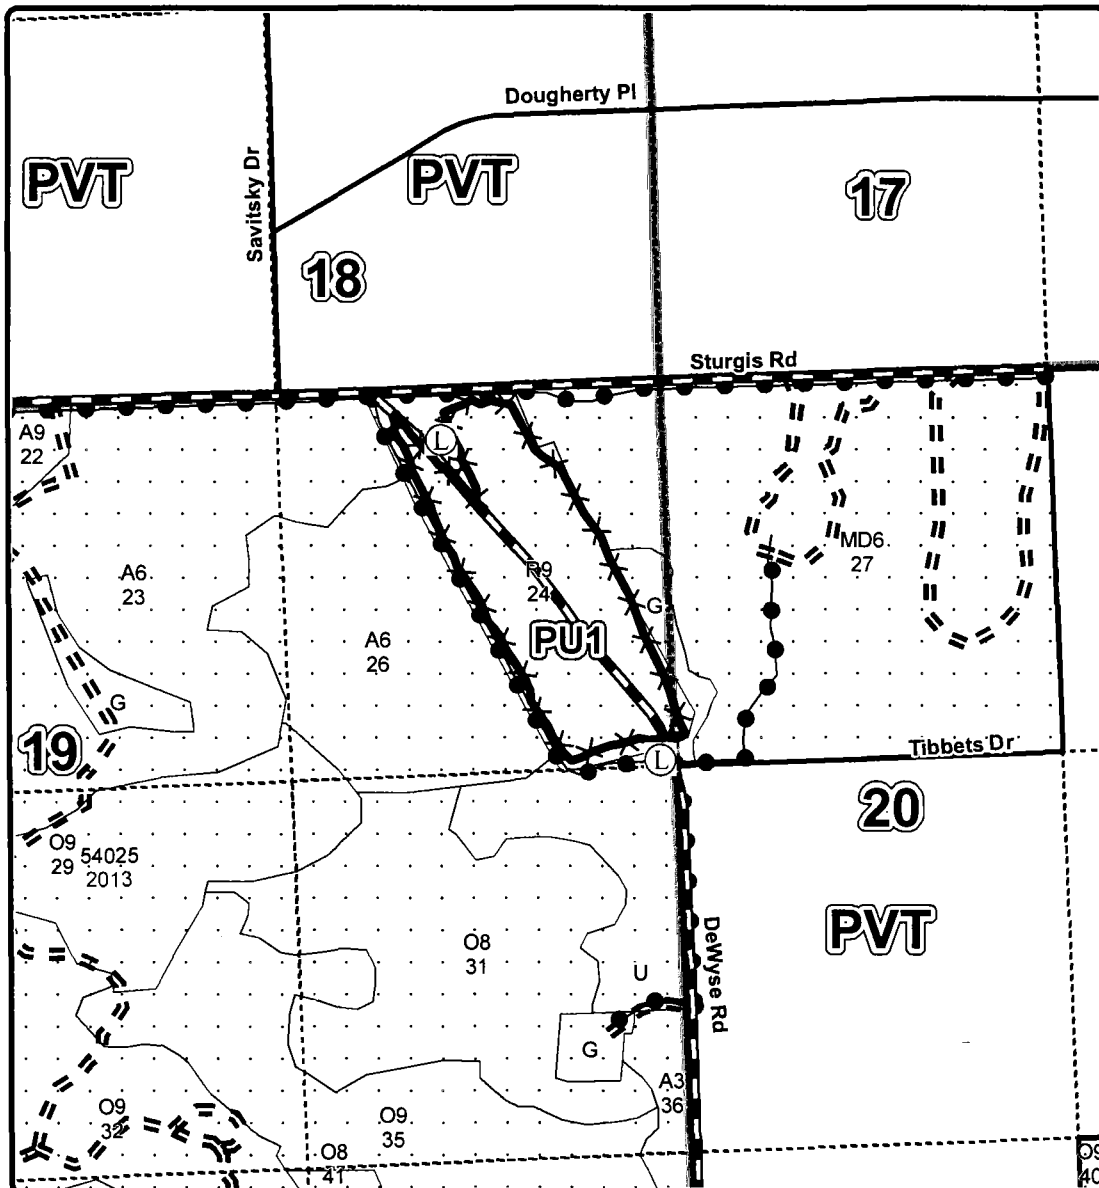 Dougherty Pl
PVT
Savitsky Dr
PVT
17
18
Sturgis Rd
A9
22
L
MD6
27
A6
23
R9
24
G
A6
26
PU1
G
19
L
Tibbets Dr
20
O9
29
54025
2013
O8
31
PVT
DeWyse Rd
U
G
A3
36
O9
32
O9
35
O8
41
O9
40